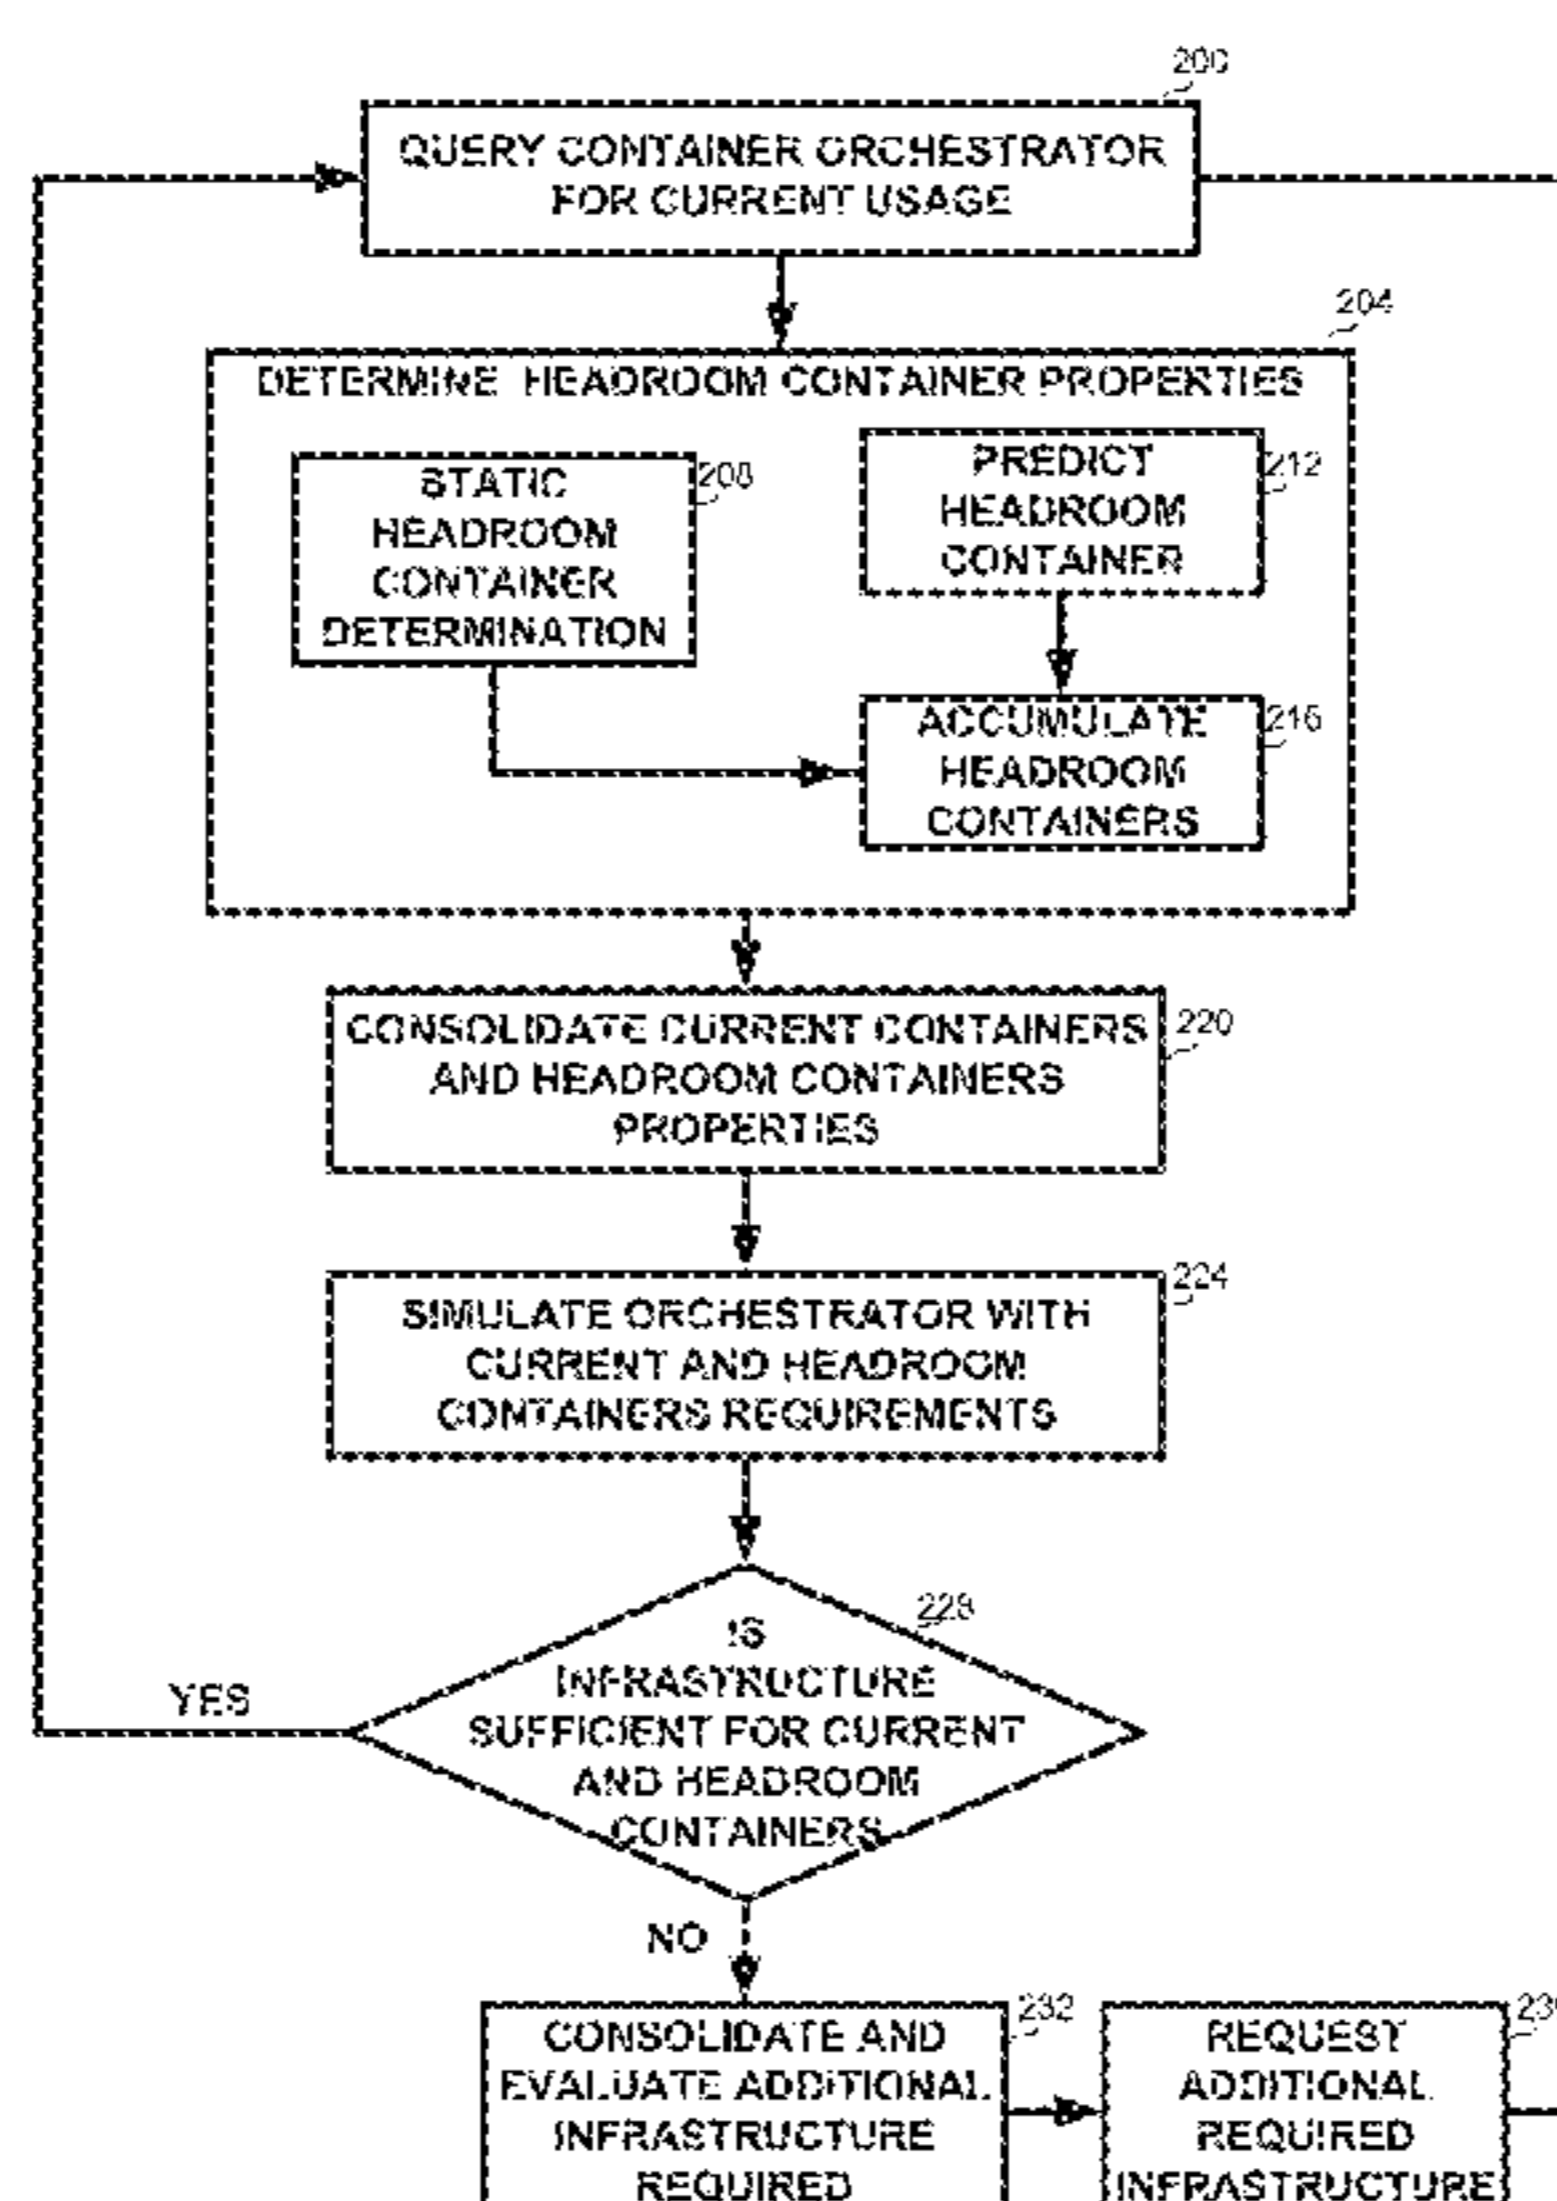 200
QUERY CONTAINER ORCHESTRATOR
FOR CURRENT USAGE
204
DETERMINE HEADROOM CONTAINER PROPERTIES
STATIC
HEADROOM
CONTAINER
DETERMINATION
208
PREDICT
HEADROOM
CONTAINER
212
ACCUMULATE
HEADROOM
CONTAINERS
216
CONSOLIDATE CURRENT CONTAINERS
AND HEADROOM CONTAINERS
PROPERTIES
220
SIMULATE ORCHESTRATOR WITH
CURRENT AND HEADROOM
CONTAINERS REQUIREMENTS
224
IS
INFRASTRUCTURE
SUFFICIENT FOR CURRENT
AND HEADROOM
CONTAINERS
228
YES
NO
CONSOLIDATE AND
EVALUATE ADDITIONAL
INFRASTRUCTURE
REQUIRED
232
REQUEST
ADDITIONAL
REQUIRED
INFRASTRUCTURE